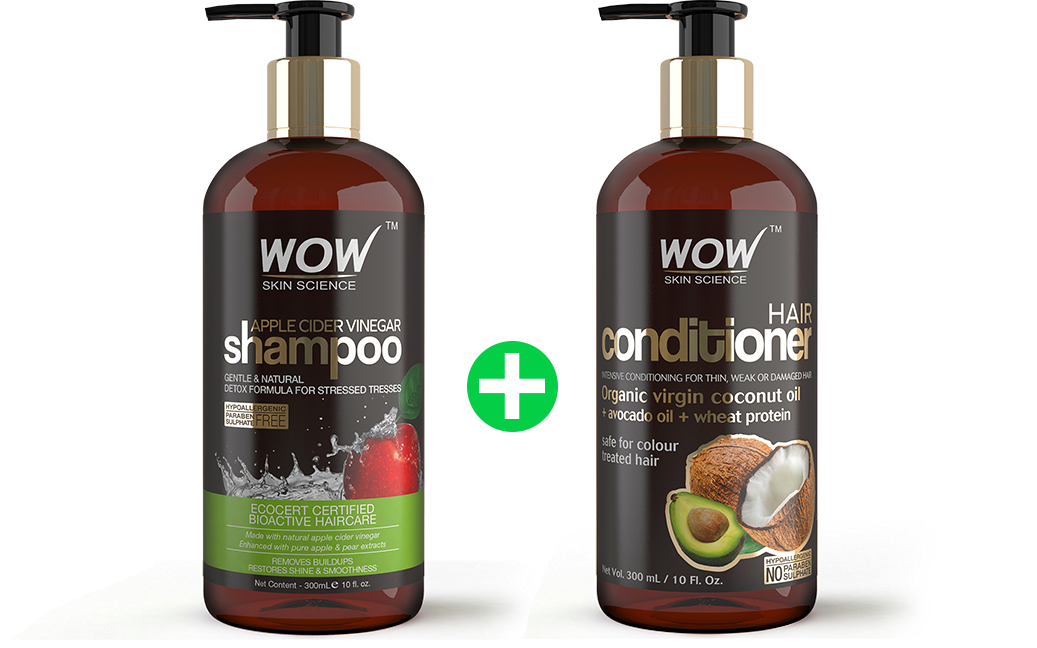 WOW™
SKIN SCIENCE
APPLE CIDER VINEGAR
shampoo
GENTLE & NATURAL
DETOX FORMULA FOR STRESSED TRESSES
HYPOALLERGENIC
PARABEN
SULPHATE FREE
ECOCERT CERTIFIED
BIOACTIVE HAIRCARE
Made with natural apple cider vinegar
Enhanced with pure apple & pear extracts
REMOVES BUILDUPS
RESTORES SHINE & SMOOTHNESS
Net Content - 300mL℮ 10 fl. oz.
WOW™
SKIN SCIENCE
HAIR
conditioner
INTENSIVE CONDITIONING FOR THIN, WEAK OR DAMAGED HAIR
Organic virgin coconut oil
+ avocado oil + wheat protein
safe for colour
treated hair
HYPOALLERGENIC
NO PARABEN
SULPHATE
Net Vol. 300 mL / 10 Fl. Oz.